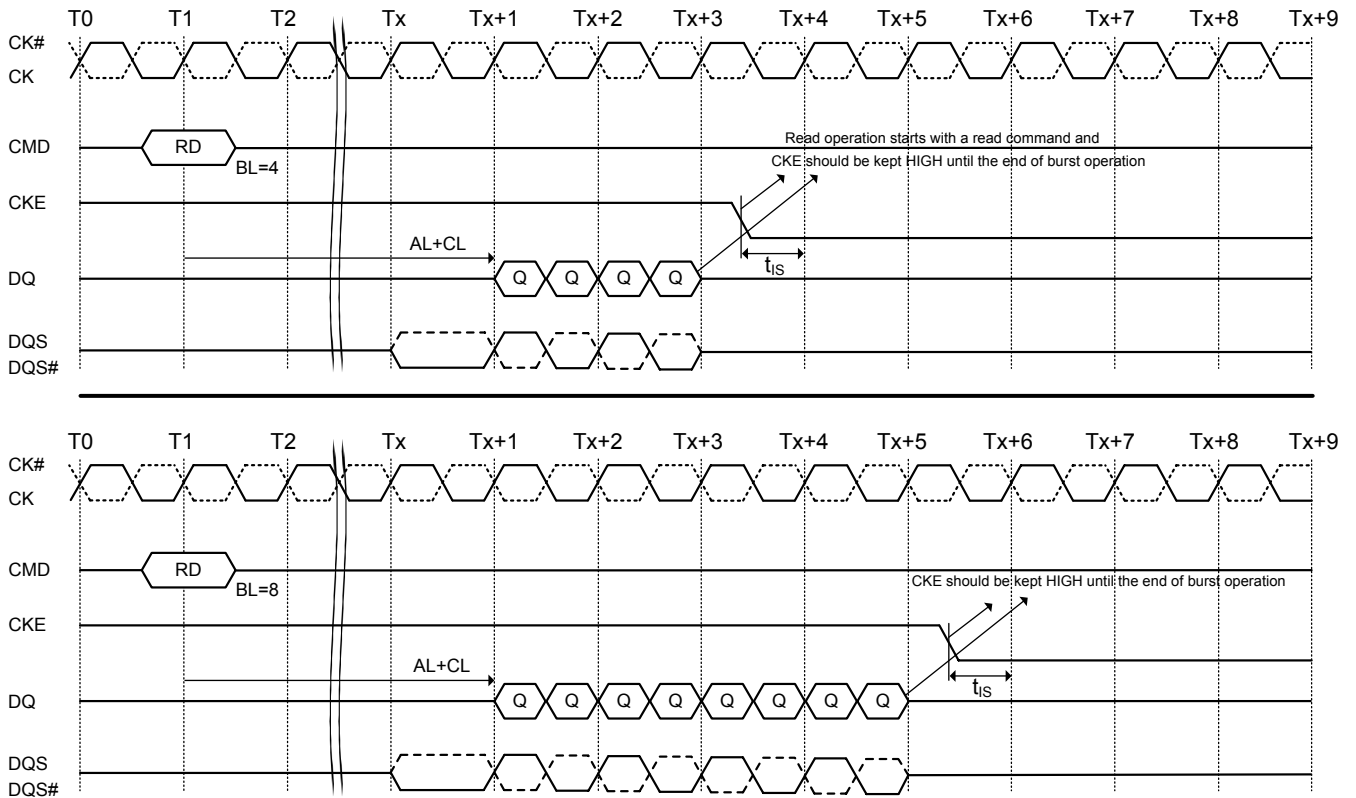 T0 T1 T2 Tx Tx+1 Tx+2 Tx+3 Tx+4 Tx+5 Tx+6 Tx+7 Tx+8 Tx+9
CK#
CK
CMD RD BL=4
Read operation starts with a read command and
CKE should be kept HIGH until the end of burst operation
CKE
AL+CL
tIS
DQ Q Q Q Q
DQS
DQS#
T0 T1 T2 Tx Tx+1 Tx+2 Tx+3 Tx+4 Tx+5 Tx+6 Tx+7 Tx+8 Tx+9
CK#
CK
CMD RD BL=8
CKE should be kept HIGH until the end of burst operation
CKE
AL+CL
tIS
DQ Q Q Q Q Q Q Q Q
DQS
DQS#